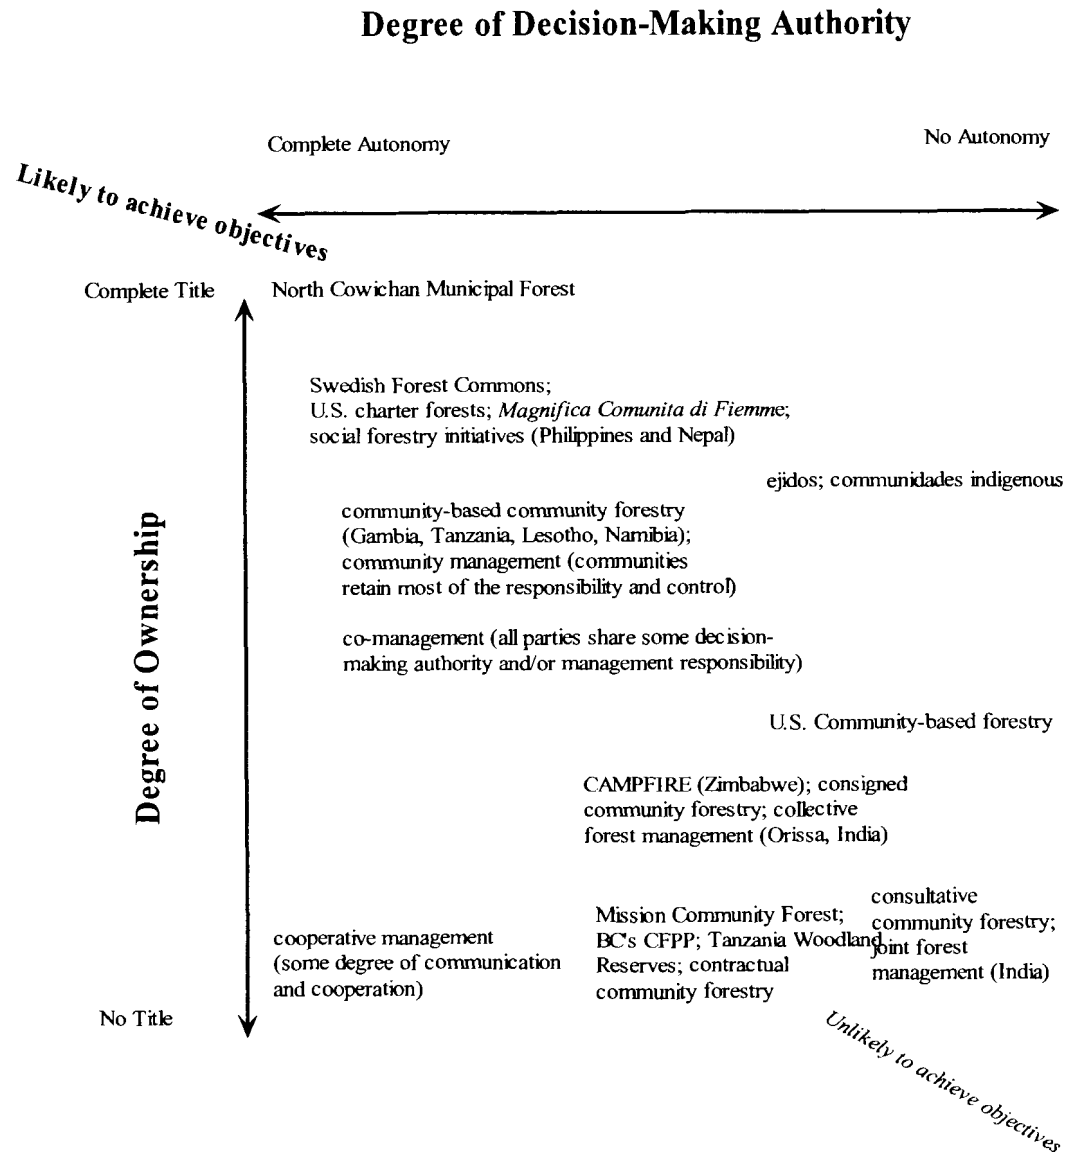 Degree of Decision-Making Authority
Complete Autonomy
No Autonomy
Likely to achieve objectives
Complete Title
North Cowichan Municipal Forest
Swedish Forest Commons;
U.S. charter forests; Magnifica Comunita di Fiemme;
social forestry initiatives (Philippines and Nepal)
ejidos; communidades indigenous
community-based community forestry
(Gambia, Tanzania, Lesotho, Namibia);
community management (communities
retain most of the responsibility and control)
Degree of Ownership
co-management (all parties share some decision-
making authority and/or management responsibility)
U.S. Community-based forestry
CAMPFIRE (Zimbabwe); consigned
community forestry; collective
forest management (Orissa, India)
cooperative management
(some degree of communication
and cooperation)
Mission Community Forest;
BC's CFPP; Tanzania Woodland
Reserves; contractual
community forestry
consultative
community forestry;
joint forest
management (India)
No Title
Unlikely to achieve objectives